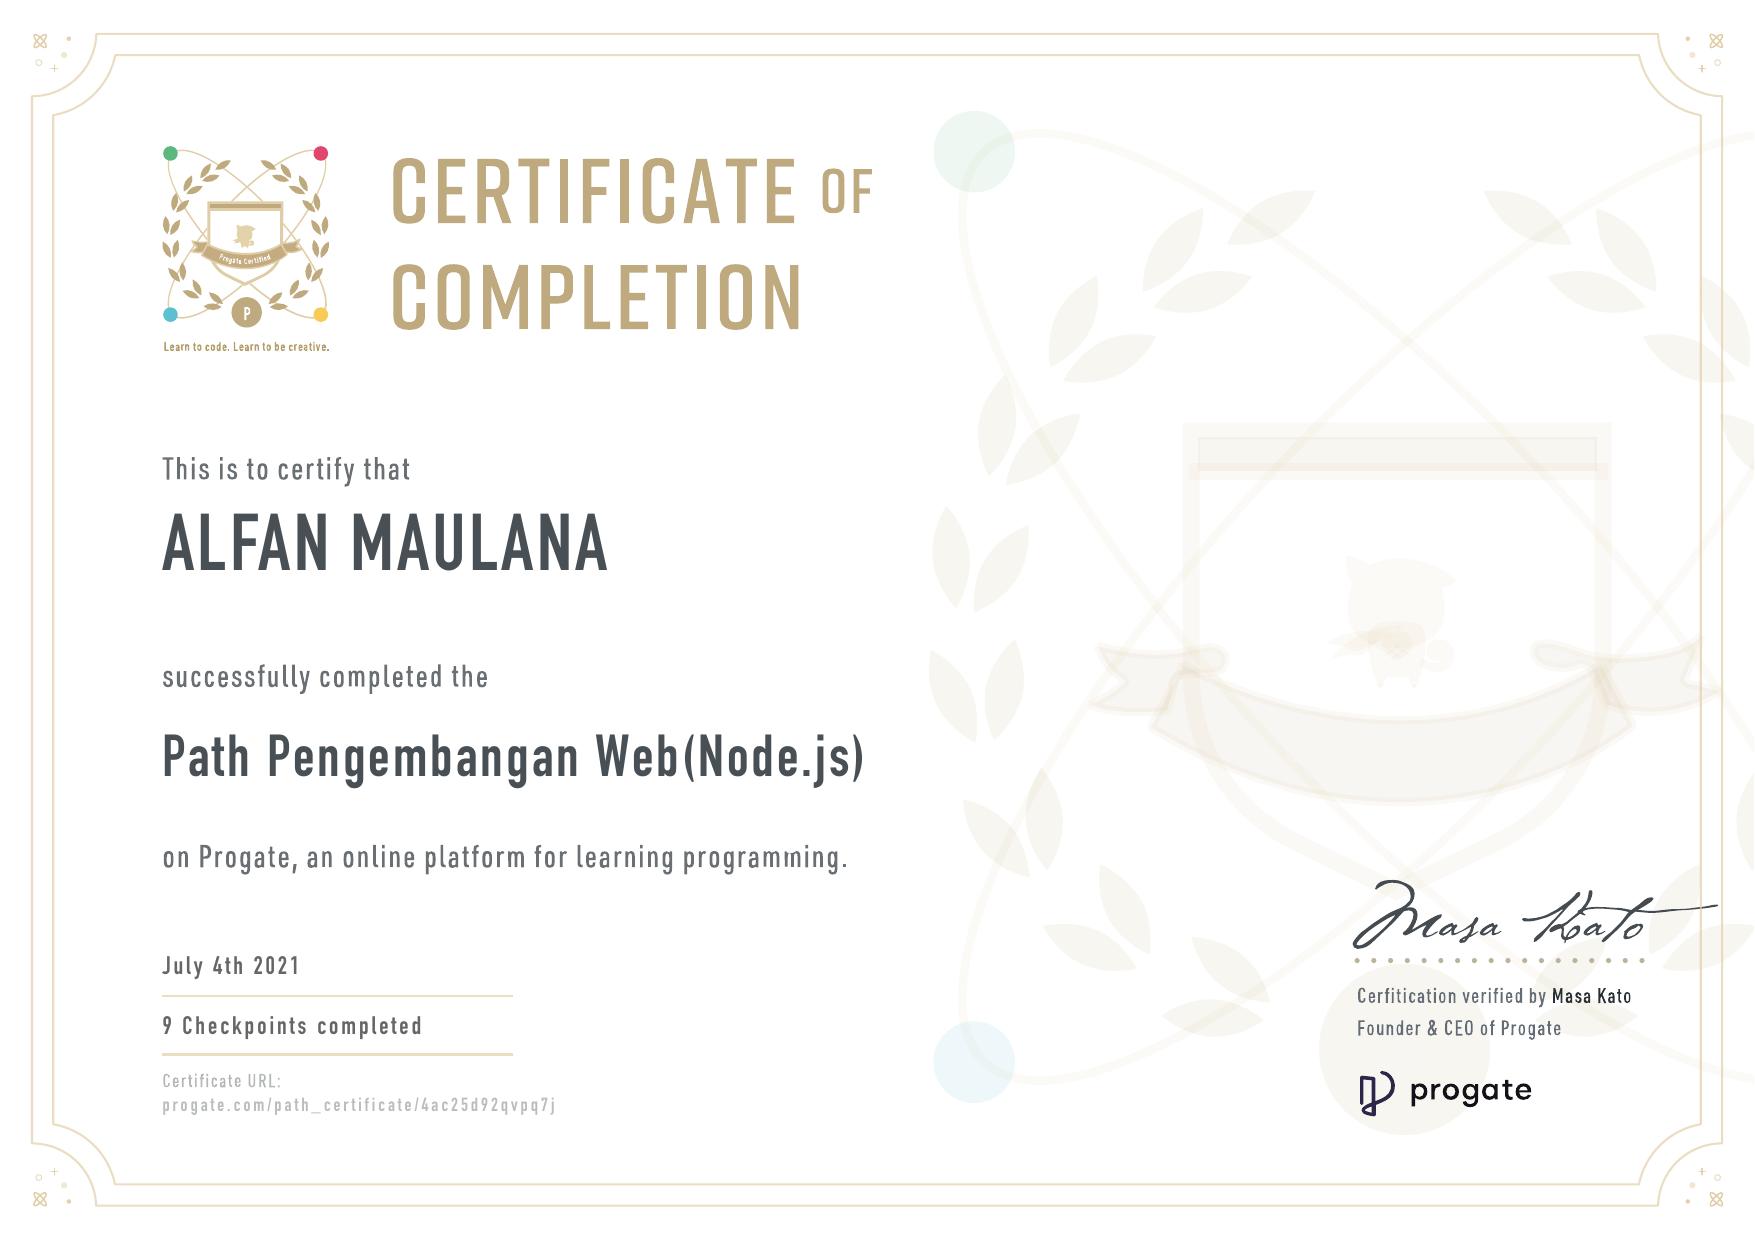 CERTIFICATE OF
COMPLETION
Progate Certified
P
Learn to code. Learn to be creative.
This is to certify that
ALFAN MAULANA
successfully completed the
Path Pengembangan Web(Node.js)
on Progate, an online platform for learning programming.
July 4th 2021
9 Checkpoints completed
Certificate URL:
progate.com/path_certificate/4ac25d92qvpq7j
Masa Kato
Cerfitication verified by Masa Kato
Founder & CEO of Progate
progate